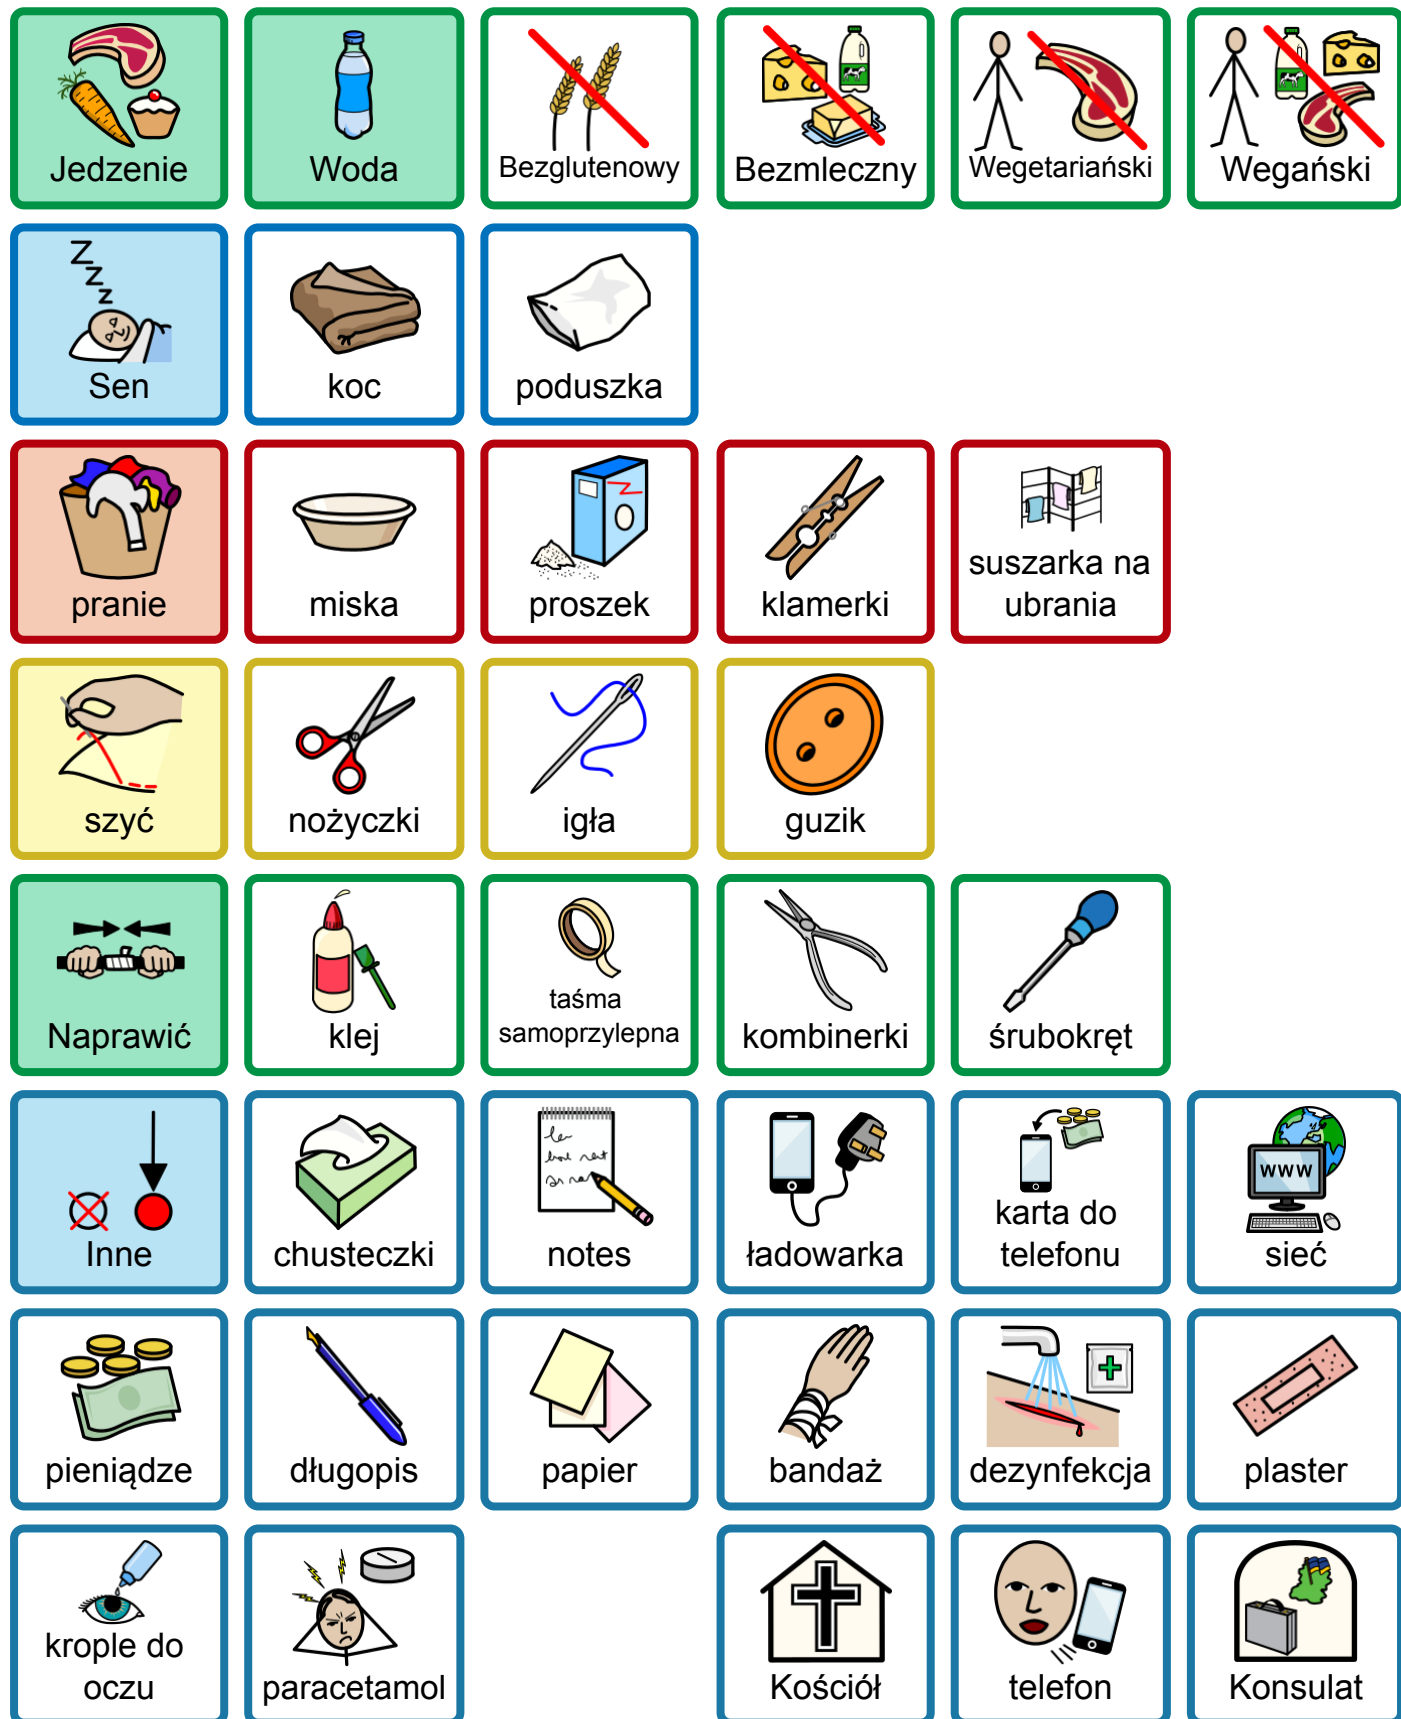 Jedzenie
Woda
Bezglutenowy
Bezmleczny
Wegetariański
Wegański
Z
Z
Z
Sen
koc
poduszka
pranie
miska
proszek
klamerki
suszarka na
ubrania
szyć
nożyczki
igła
guzik
Naprawić
klej
taśma
samoprzylepna
kombinerki
śrubokręt
Inne
chusteczki
notes
ładowarka
karta do
telefonu
www
sieć
pieniądze
długopis
papier
bandaż
dezynfekcja
plaster
krople do
oczu
paracetamol
Kościół
telefon
Konsulat